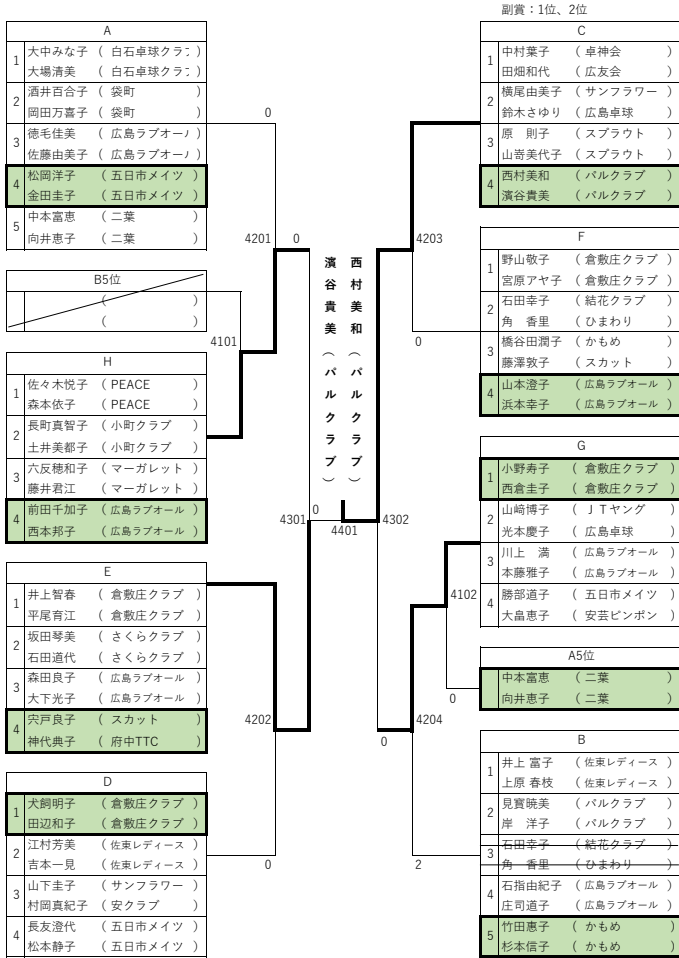 副賞：1位、2位
A
1 大中みな子 （ 白石卓球クラブ）
大場清美 （ 白石卓球クラブ）
2 酒井百合子 （ 袋町 ）
岡田万喜子 （ 袋町 ）
3 徳毛佳美 （ 広島ラブオール）
佐藤由美子 （ 広島ラブオール）
4 松岡洋子 （ 五日市メイツ ）
金田圭子 （ 五日市メイツ ）
5 中本富恵 （ 二葉 ）
向井恵子 （ 二葉 ）
B5位
（ ）
（ ）
H
1 佐々木悦子 （ PEACE ）
森本依子 （ PEACE ）
2 長町真智子 （ 小町クラブ ）
土井美都子 （ 小町クラブ ）
3 六反穂和子 （ マーガレット ）
藤井君江 （ マーガレット ）
4 前田千加子 （ 広島ラブオール ）
西本邦子 （ 広島ラブオール ）
E
1 井上智春 （ 倉敷庄クラブ ）
平尾育江 （ 倉敷庄クラブ ）
2 坂田琴美 （ さくらクラブ ）
石田道代 （ さくらクラブ ）
3 森田良子 （ 広島ラブオール ）
大下光子 （ 広島ラブオール ）
4 宍戸良子 （ スカット ）
神代典子 （ 府中TTC ）
D
1 犬飼明子 （ 倉敷庄クラブ ）
田辺和子 （ 倉敷庄クラブ ）
2 江村芳美 （ 佐東レディース ）
吉本一見 （ 佐東レディース ）
3 山下圭子 （ サンフラワー ）
村岡真紀子 （ 安クラブ ）
4 長友澄代 （ 五日市メイツ ）
松本静子 （ 五日市メイツ ）
0
4201
0
4101
4301
0
4401
4302
4202
0
西村美和（パルクラブ）
濱谷貴美（パルクラブ）
4203
0
4102
0
4204
0
2
C
1 中村葉子 （ 卓神会 ）
田畑和代 （ 広友会 ）
2 横尾由美子 （ サンフラワー ）
鈴木さゆり （ 広島卓球 ）
3 原　則子 （ スプラウト ）
山嵜美代子 （ スプラウト ）
4 西村美和 （ パルクラブ ）
濱谷貴美 （ パルクラブ ）
F
1 野山敬子 （ 倉敷庄クラブ ）
宮原アヤ子 （ 倉敷庄クラブ ）
2 石田幸子 （ 結花クラブ ）
角　香里 （ ひまわり ）
3 橋谷田潤子 （ かもめ ）
藤澤敦子 （ スカット ）
4 山本澄子 （ 広島ラブオール ）
浜本幸子 （ 広島ラブオール ）
G
1 小野寿子 （ 倉敷庄クラブ ）
西倉圭子 （ 倉敷庄クラブ ）
2 山﨑博子 （ ＪＴヤング ）
光本慶子 （ 広島卓球 ）
3 川上　満 （ 広島ラブオール ）
本藤雅子 （ 広島ラブオール ）
4 勝部道子 （ 五日市メイツ ）
大畠恵子 （ 安芸ピンポン ）
A5位
中本富恵 （ 二葉 ）
向井恵子 （ 二葉 ）
B
1 井上 富子 （ 佐東レディース ）
上原 春枝 （ 佐東レディース ）
2 見寳暁美 （ パルクラブ ）
岸　洋子 （ パルクラブ ）
3 石田幸子 （ 結花クラブ ）
角　香里 （ ひまわり ）
4 石指由紀子 （ 広島ラブオール ）
庄司道子 （ 広島ラブオール ）
5 竹田惠子 （ かもめ ）
杉本信子 （ かもめ ）